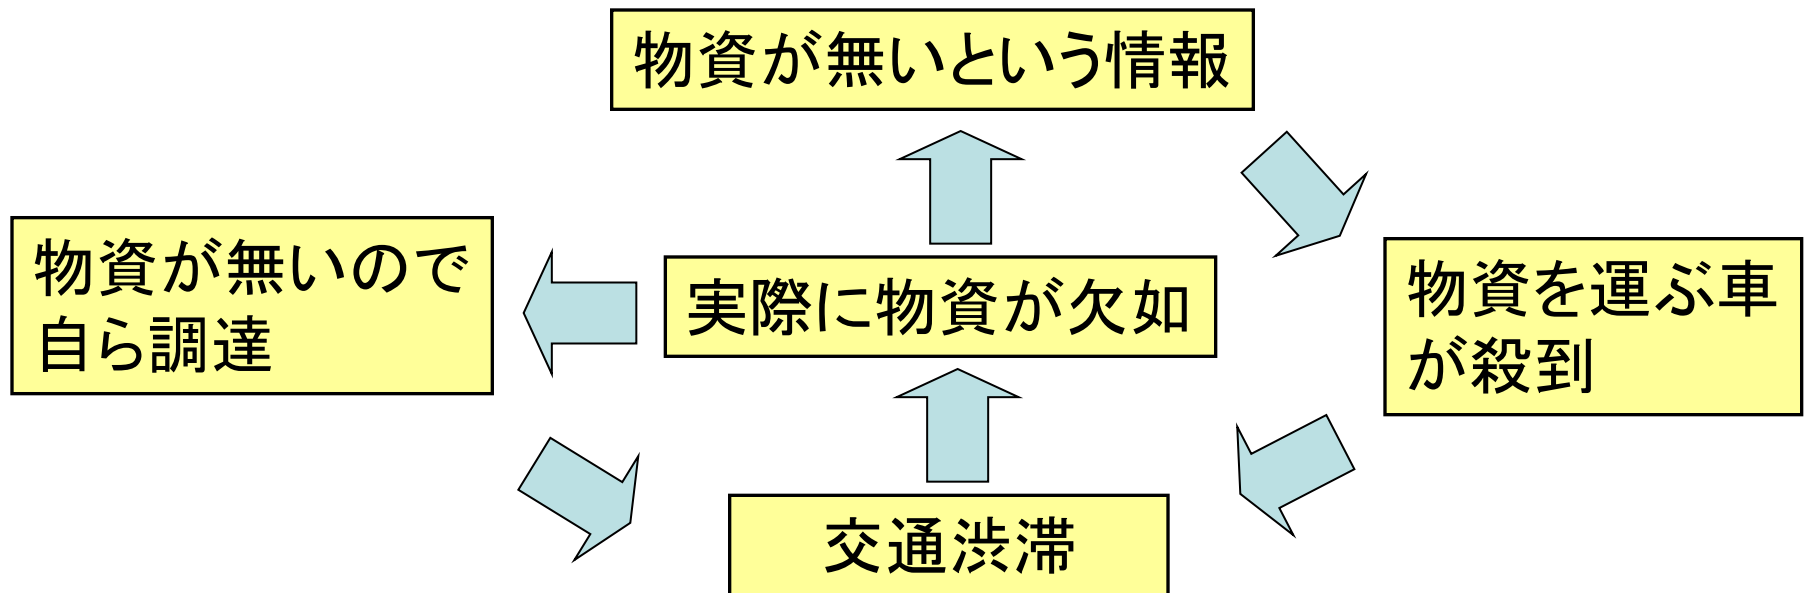 物資が無いという情報
物資が無いので
自ら調達
実際に物資が欠如
物資を運ぶ車
が殺到
交通渋滞